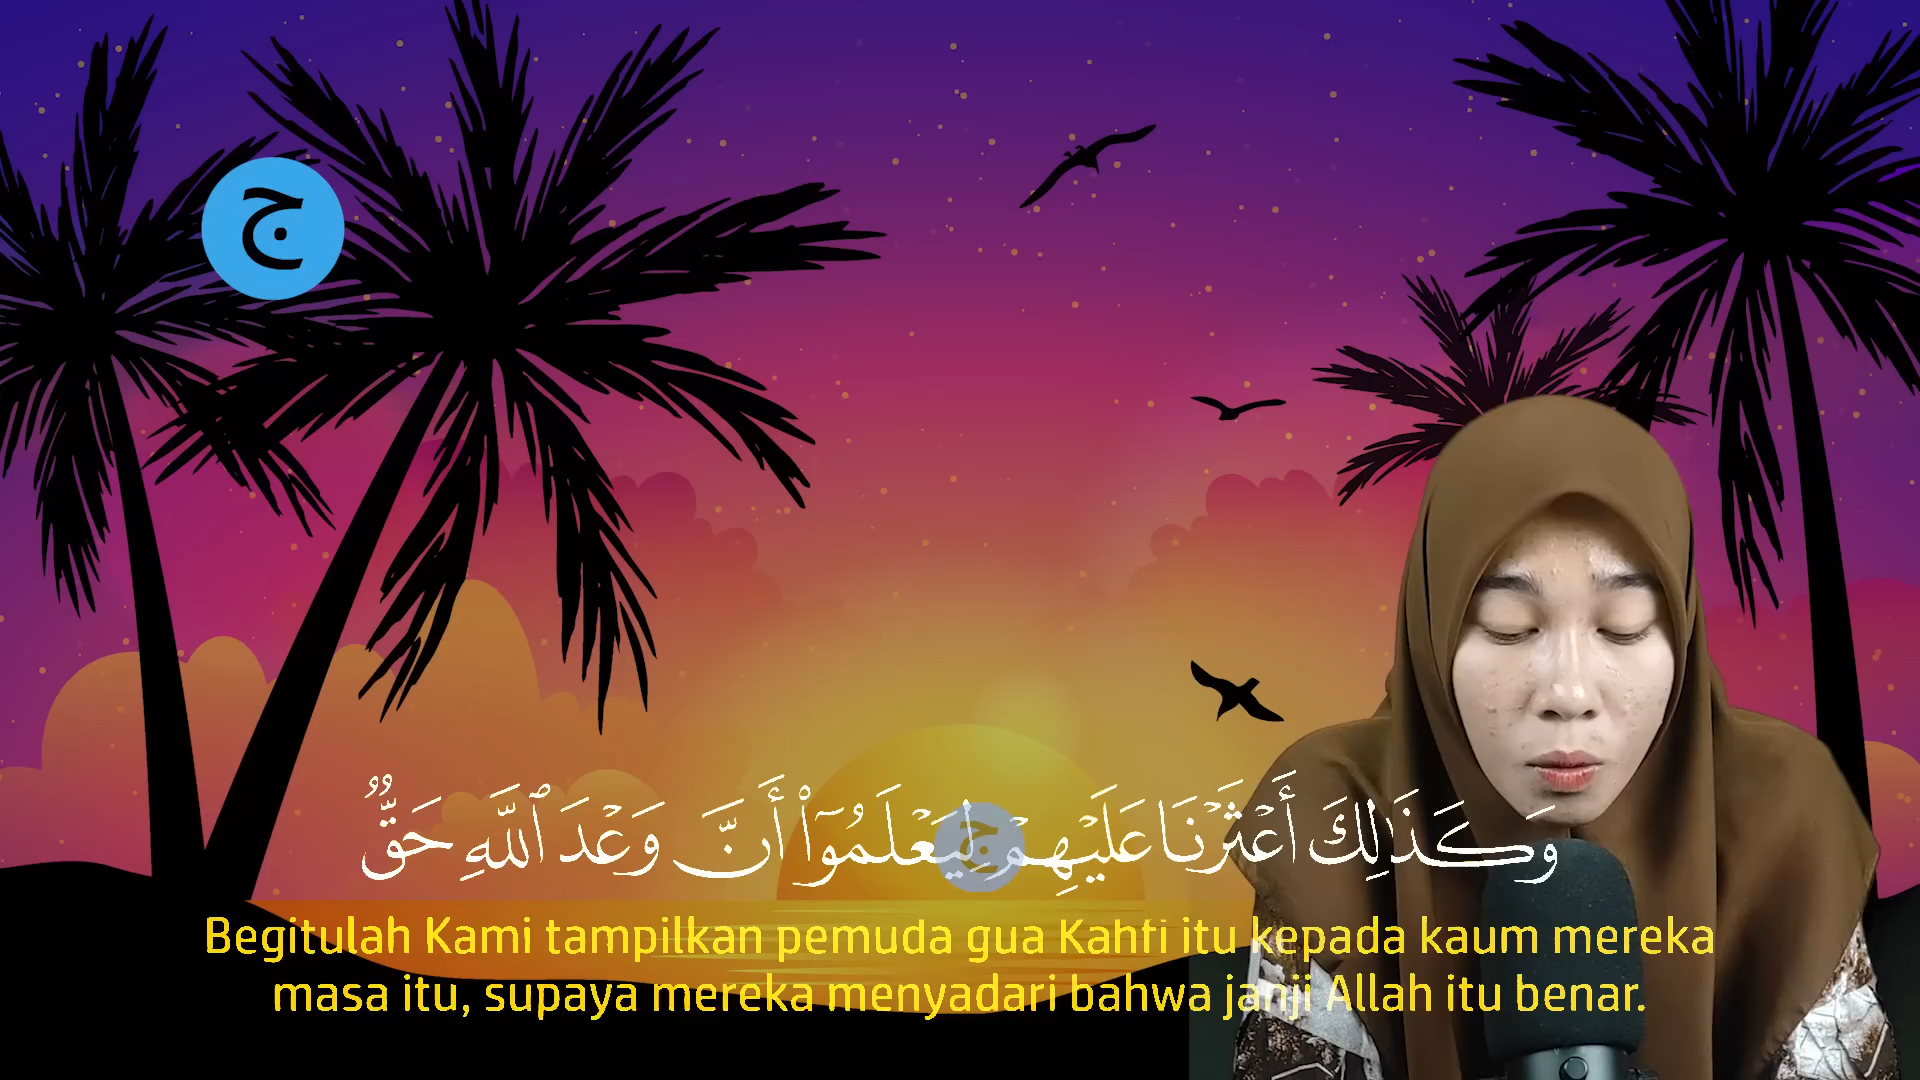 ج
وَكَذَٰلِكَ أَعْثَرْنَا عَلَيْهِمْ لِيَعْلَمُوٓا۟ أَنَّ وَعْدَ ٱللَّهِ حَقٌّ
ج
Begitulah Kami tampilkan pemuda gua Kahfi itu kepada kaum mereka
masa itu, supaya mereka menyadari bahwa janji Allah itu benar.